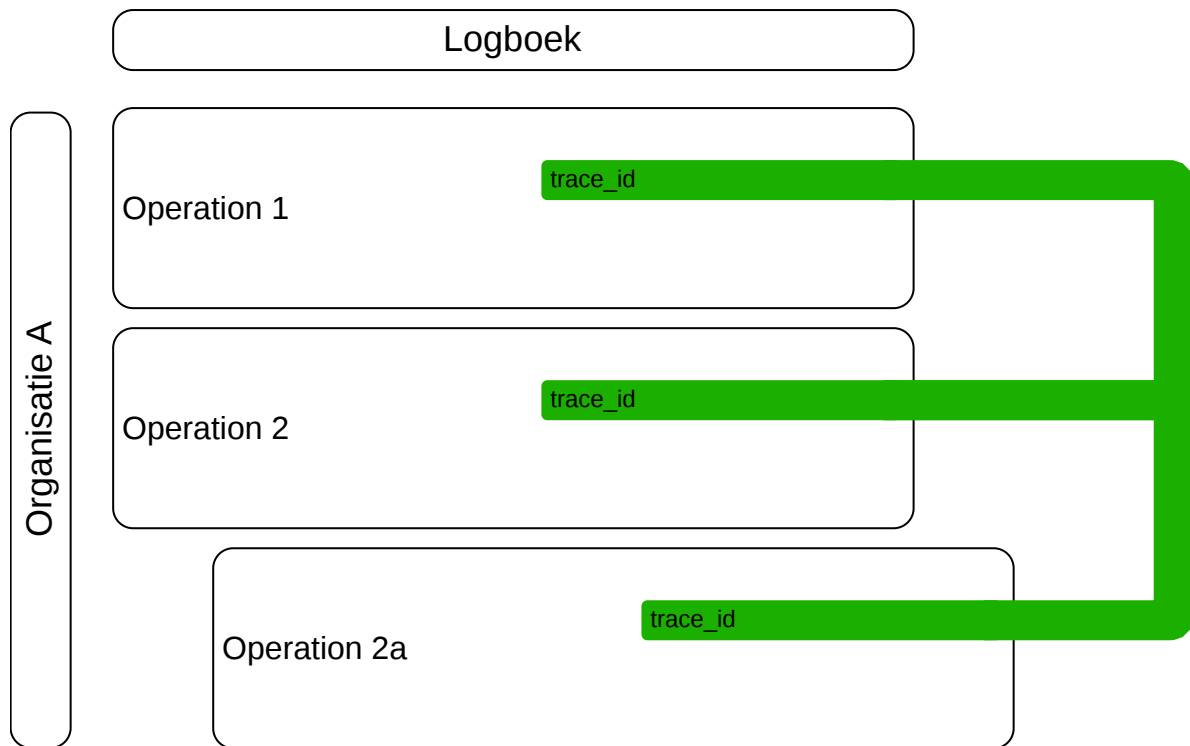 Logboek
Organisatie A
Operation 1
trace_id
Operation 2
trace_id
Operation 2a
trace_id